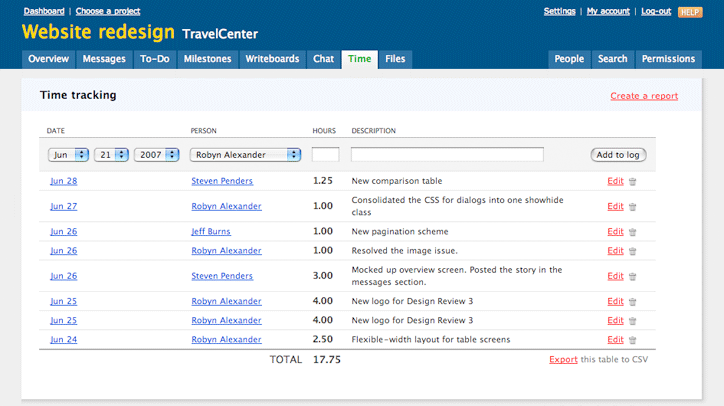 Dashboard | Choose a project
Settings | My account | Log-out HELP
Website redesign TravelCenter
Overview Messages To-Do Milestones Writeboards Chat Time Files People Search Permissions
Time tracking
Create a report
DATE PERSON HOURS DESCRIPTION
Jun 21 2007 Robyn Alexander Add to log
Jun 28 Steven Penders 1.25 New comparison table Edit
Jun 27 Robyn Alexander 1.00 Consolidated the CSS for dialogs into one showhide
class Edit
Jun 26 Jeff Burns 1.00 New pagination scheme Edit
Jun 26 Robyn Alexander 1.00 Resolved the image issue. Edit
Jun 26 Steven Penders 3.00 Mocked up overview screen. Posted the story in the
messages section. Edit
Jun 25 Robyn Alexander 4.00 New logo for Design Review 3 Edit
Jun 25 Robyn Alexander 4.00 New logo for Design Review 3 Edit
Jun 24 Robyn Alexander 2.50 Flexible-width layout for table screens Edit
TOTAL 17.75 Export this table to CSV